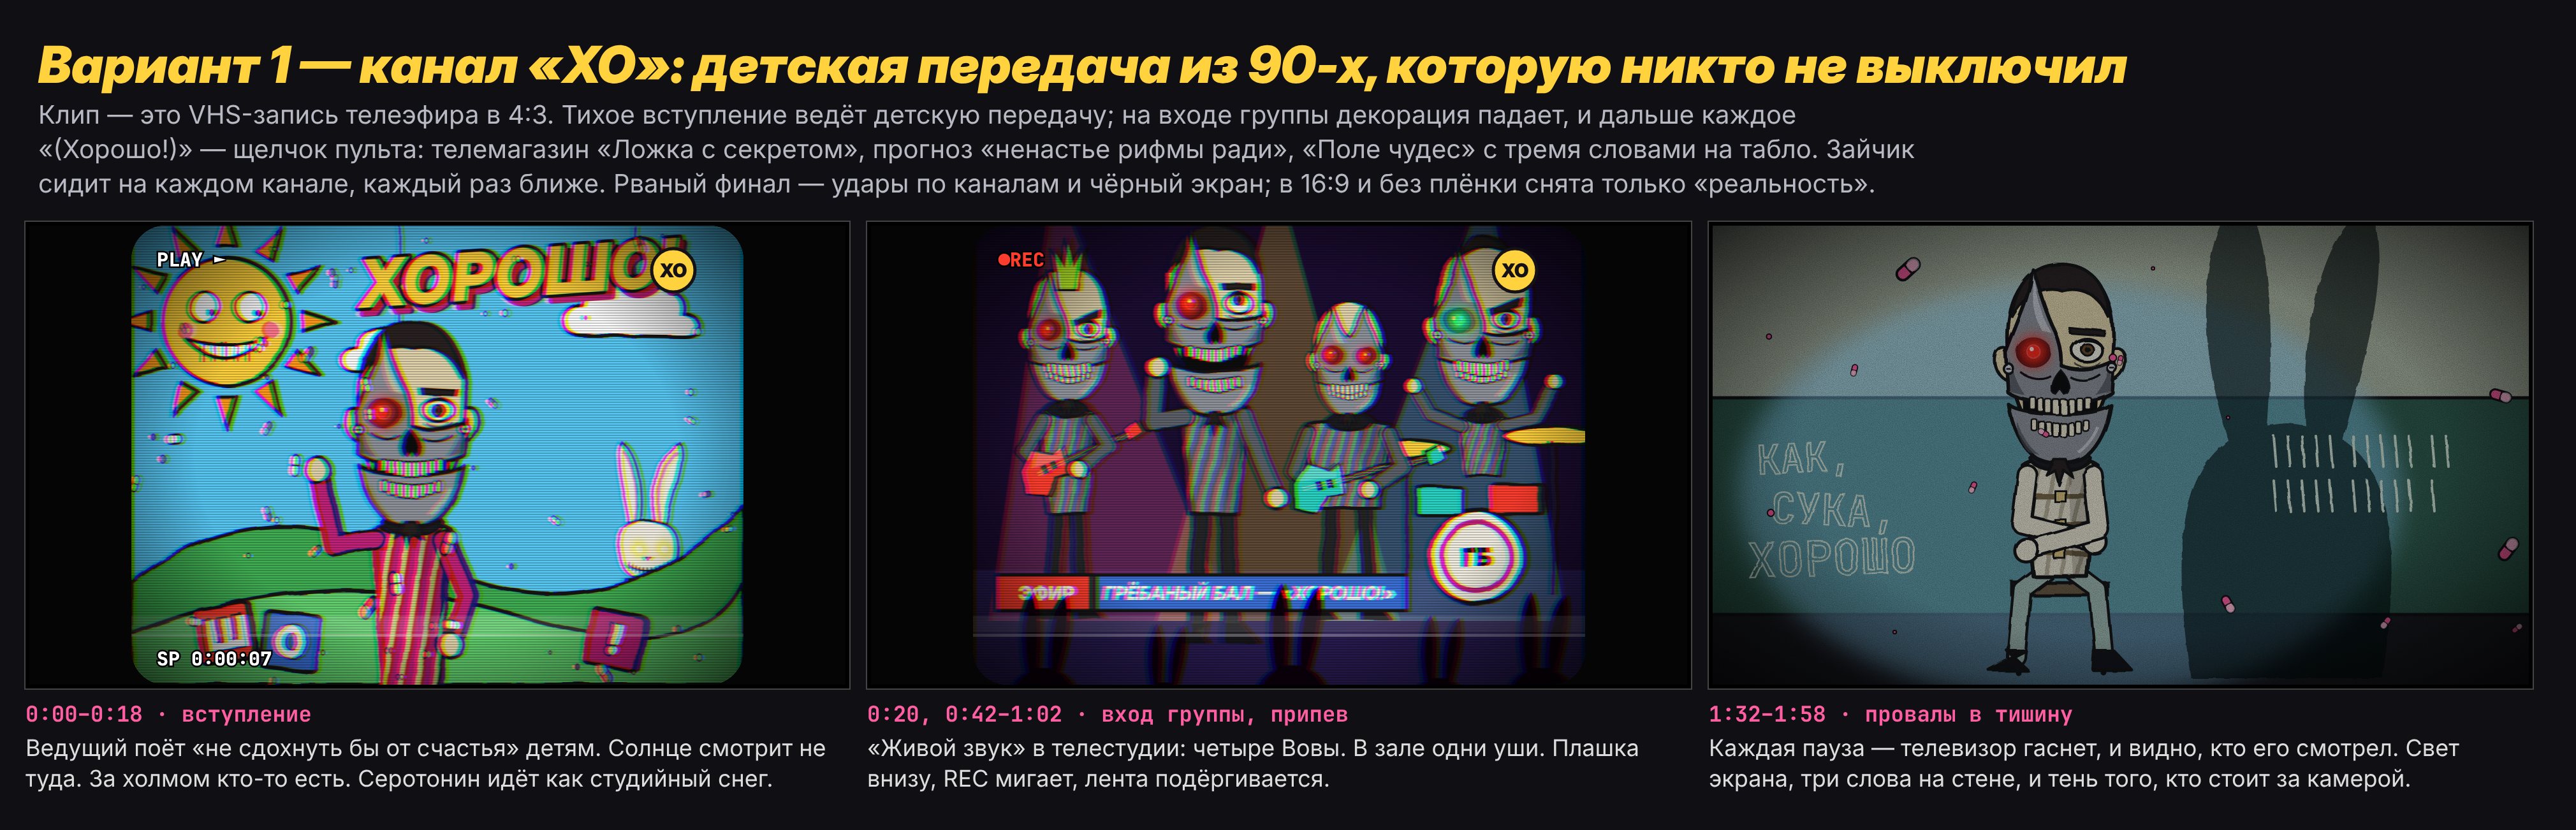 Вариант 1 — канал «ХО»: детская передача из 90-х, которую никто не выключил
Клип — это VHS-запись телеэфира в 4:3. Тихое вступление ведёт детскую передачу; на входе группы декорация падает, и дальше каждое
«(Хорошо!)» — щелчок пульта: телемагазин «Ложка с секретом», прогноз «ненастье рифмы ради», «Поле чудес» с тремя словами на табло. Зайчик
сидит на каждом канале, каждый раз ближе. Рваный финал — удары по каналам и чёрный экран; в 16:9 и без плёнки снята только «реальность».
PLAY ►
ХОРОШО!
ХО
Ш О !
SP 0:00:07
●REC
ХО
ГБ
ЭФИР ГРЁБАНЫЙ БАЛ — «ХОРОШО!»
КАК,
СУКА,
ХОРОШО
0:00–0:18 · вступление
Ведущий поёт «не сдохнуть бы от счастья» детям. Солнце смотрит не
туда. За холмом кто-то есть. Серотонин идёт как студийный снег.
0:20, 0:42–1:02 · вход группы, припев
«Живой звук» в телестудии: четыре Вовы. В зале одни уши. Плашка
внизу, REC мигает, лента подёргивается.
1:32–1:58 · провалы в тишину
Каждая пауза — телевизор гаснет, и видно, кто его смотрел. Свет
экрана, три слова на стене, и тень того, кто стоит за камерой.